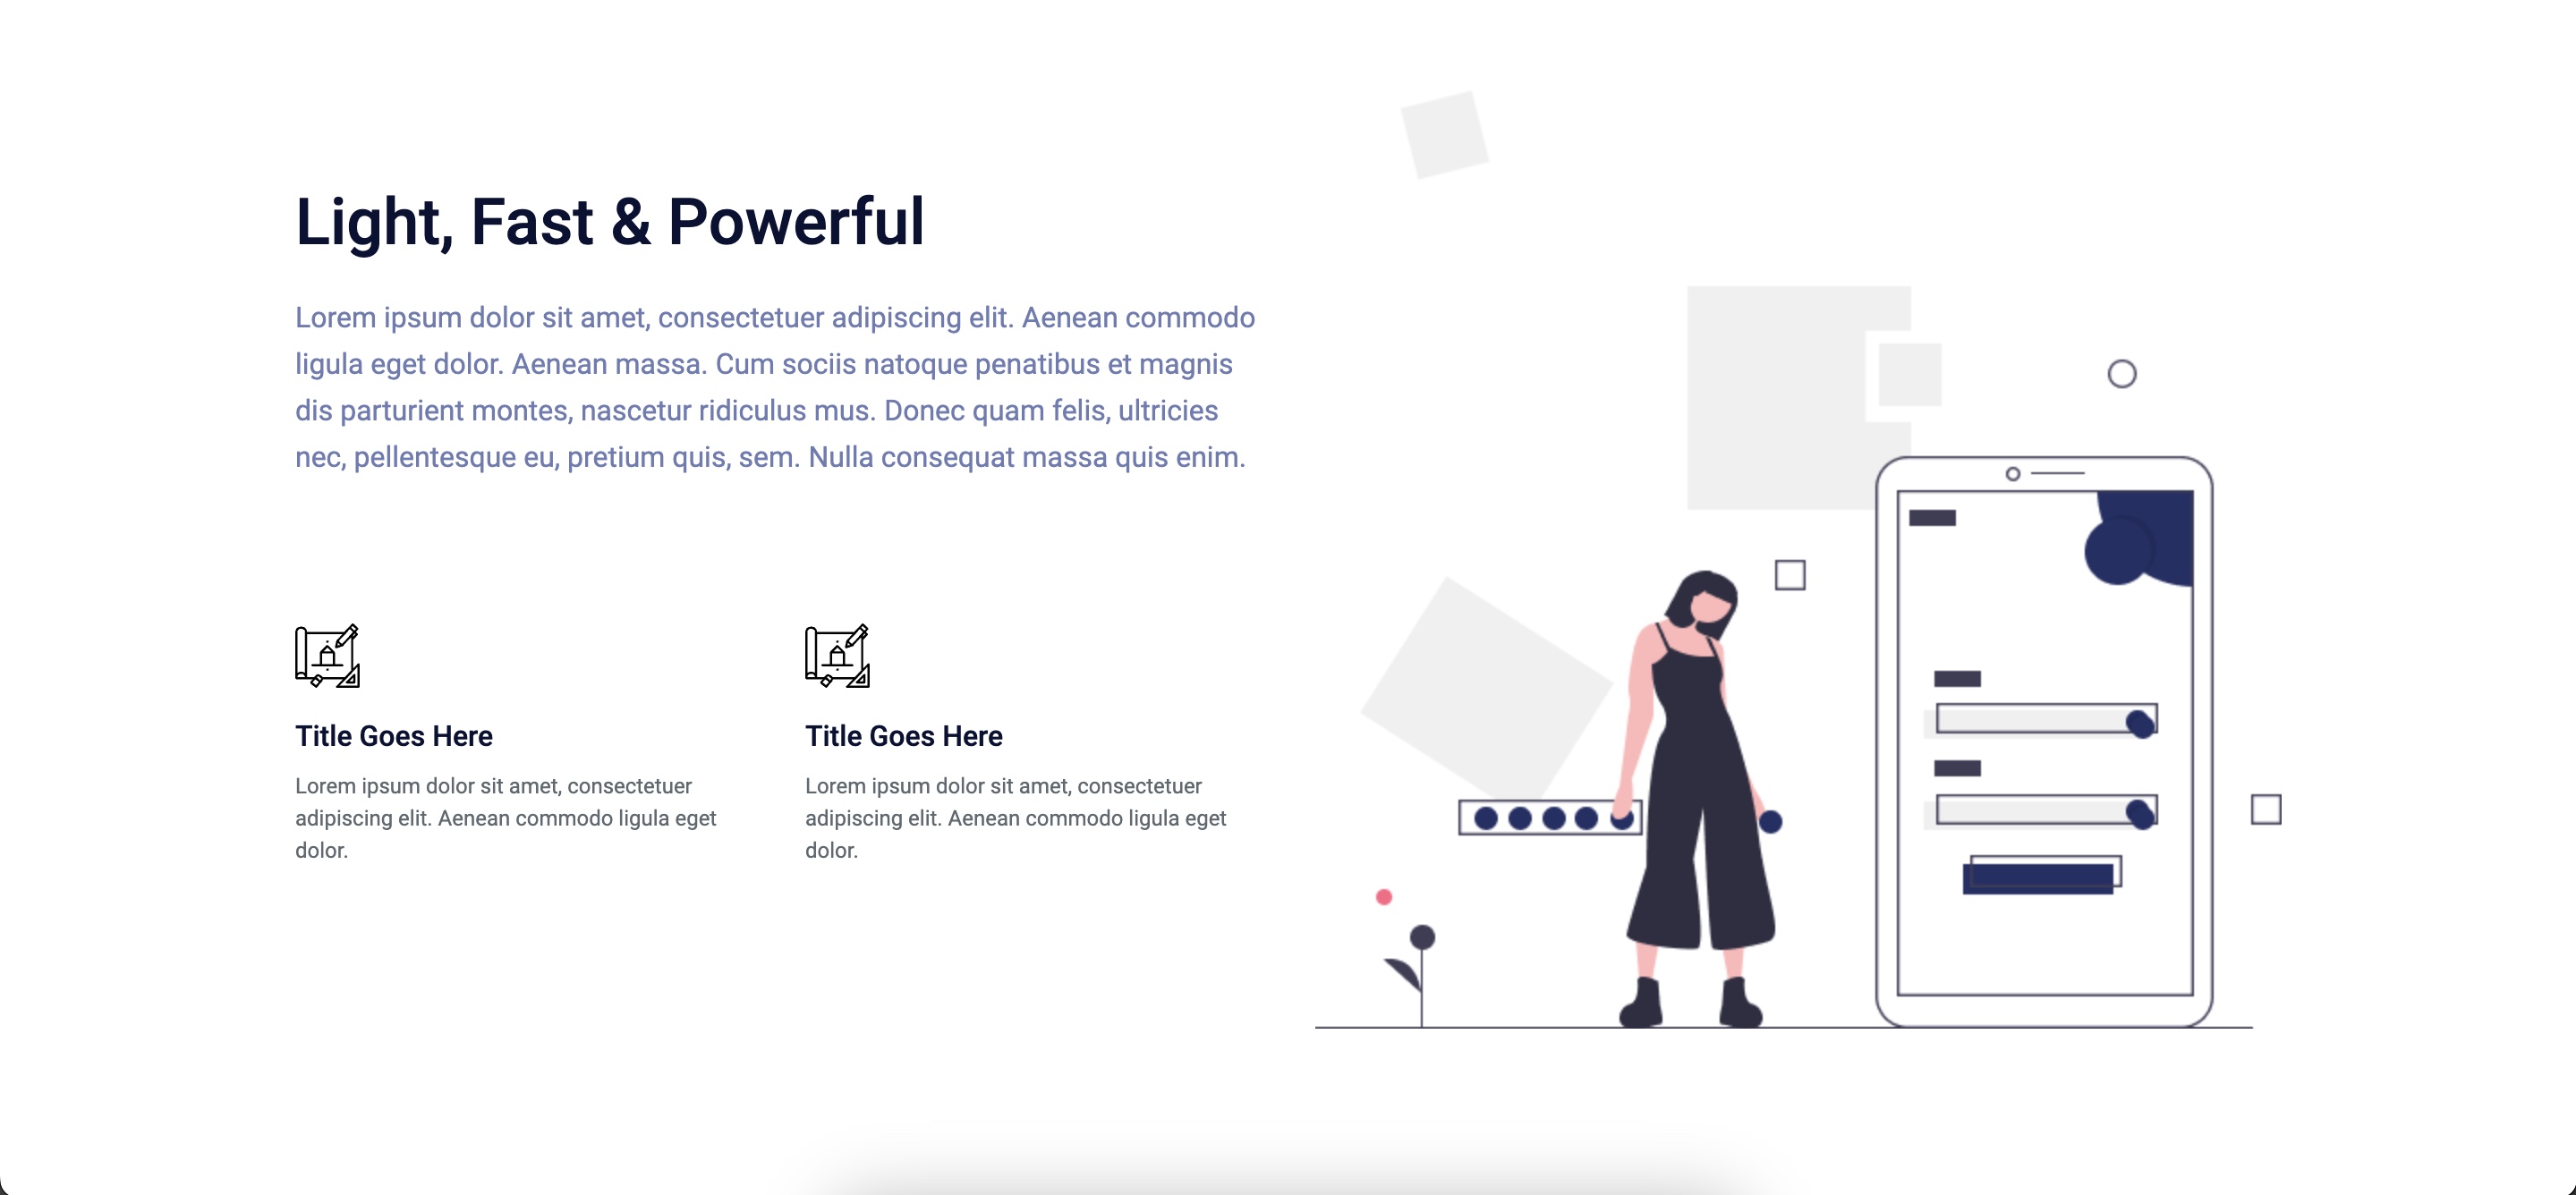 Light, Fast & Powerful
Lorem ipsum dolor sit amet, consectetuer adipiscing elit. Aenean commodo
ligula eget dolor. Aenean massa. Cum sociis natoque penatibus et magnis
dis parturient montes, nascetur ridiculus mus. Donec quam felis, ultricies
nec, pellentesque eu, pretium quis, sem. Nulla consequat massa quis enim.
Title Goes Here
Lorem ipsum dolor sit amet, consectetuer
adipiscing elit. Aenean commodo ligula eget
dolor.
Title Goes Here
Lorem ipsum dolor sit amet, consectetuer
adipiscing elit. Aenean commodo ligula eget
dolor.